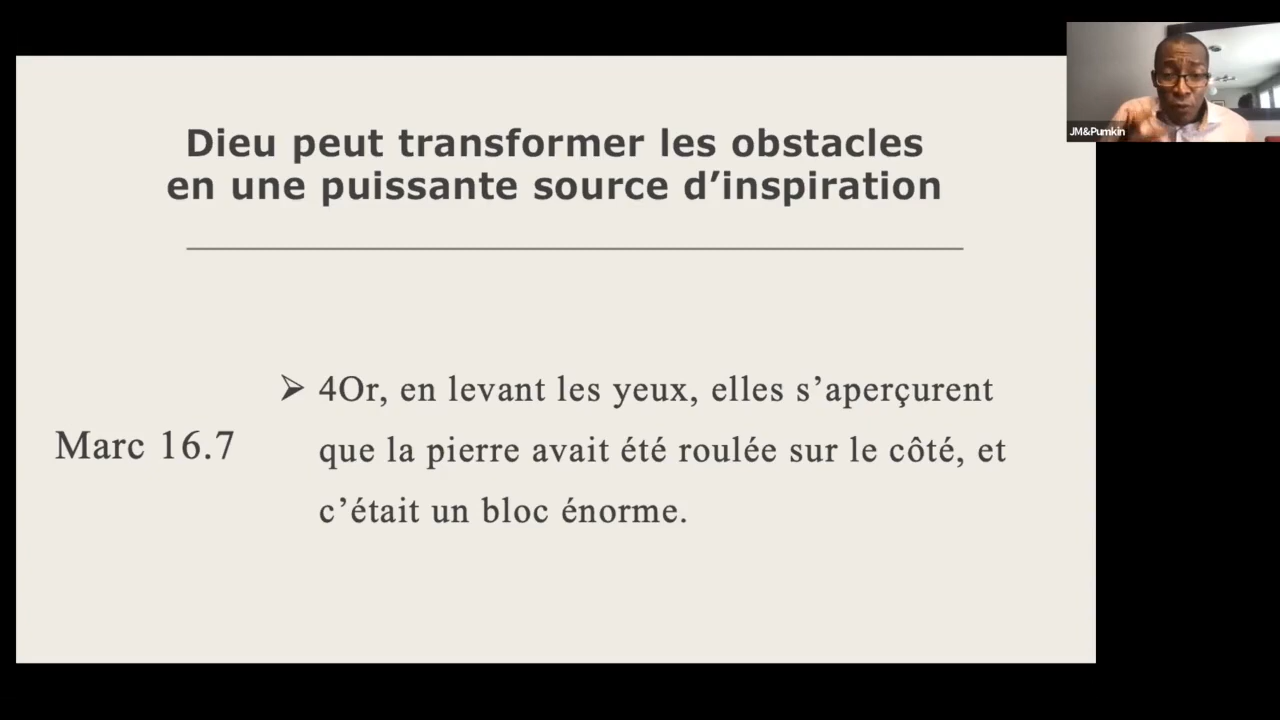 Dieu peut transformer les obstacles
en une puissante source d’inspiration
Marc 16.7
➢ 4Or, en levant les yeux, elles s’aperçurent
que la pierre avait été roulée sur le côté, et
c’était un bloc énorme.
JM&Pumkin